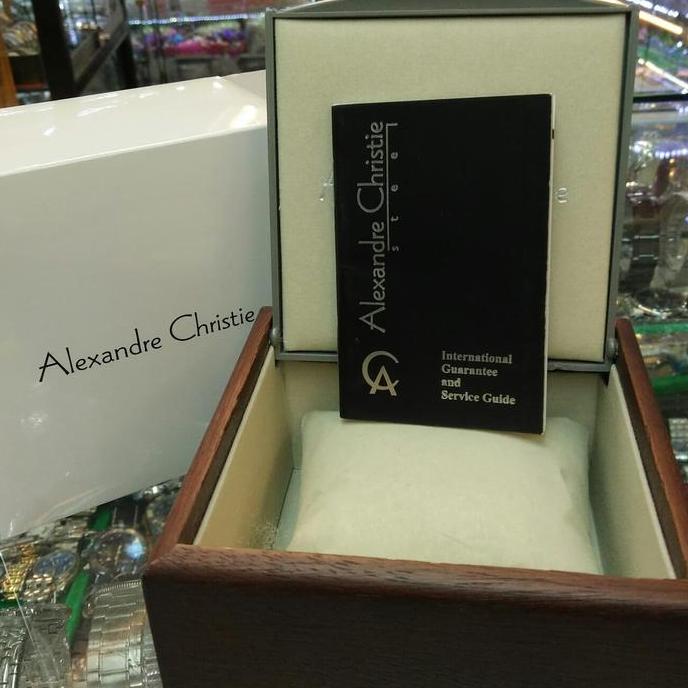 Alexandre Christie
Alexandre Christie
steel
CA
International
Guarantee
and
Service Guide